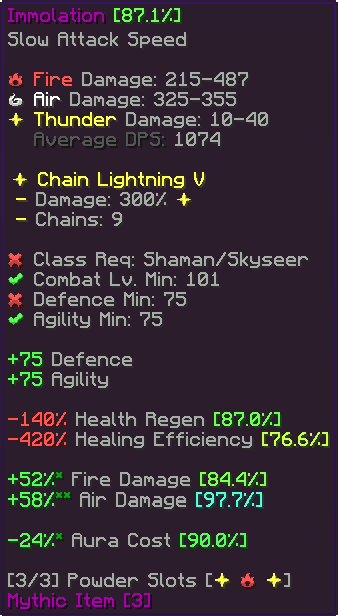 Immolation [87.1%]
Slow Attack Speed
Fire Damage: 215-487
Air Damage: 325-355
Thunder Damage: 10-40
Average DPS: 1074
Chain Lightning V
- Damage: 300%
- Chains: 9
Class Req: Shaman/Skyseer
Combat Lv. Min: 101
Defence Min: 75
Agility Min: 75
+75 Defence
+75 Agility
-140% Health Regen [87.0%]
-420% Healing Efficiency [76.6%]
+52%* Fire Damage [84.4%]
+58%** Air Damage [97.7%]
-24%* Aura Cost [90.0%]
[3/3] Powder Slots [ ]
Mythic Item [3]